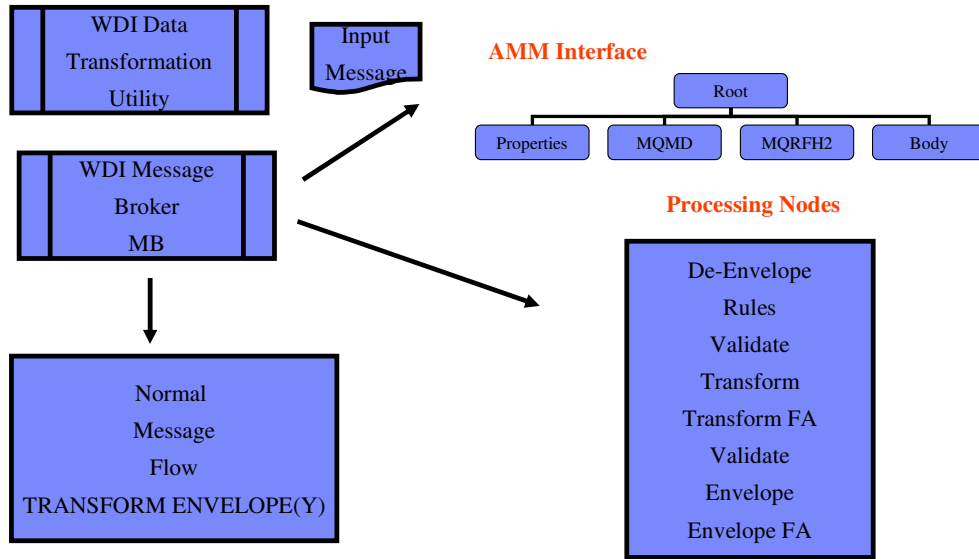 WDI Data
Transformation
Utility
Input
Message
AMM Interface
Root
Properties
MQMD
MQRFH2
Body
WDI Message
Broker
MB
Processing Nodes
De-Envelope
Rules
Validate
Transform
Transform FA
Validate
Envelope
Envelope FA
Normal
Message
Flow
TRANSFORM ENVELOPE(Y)